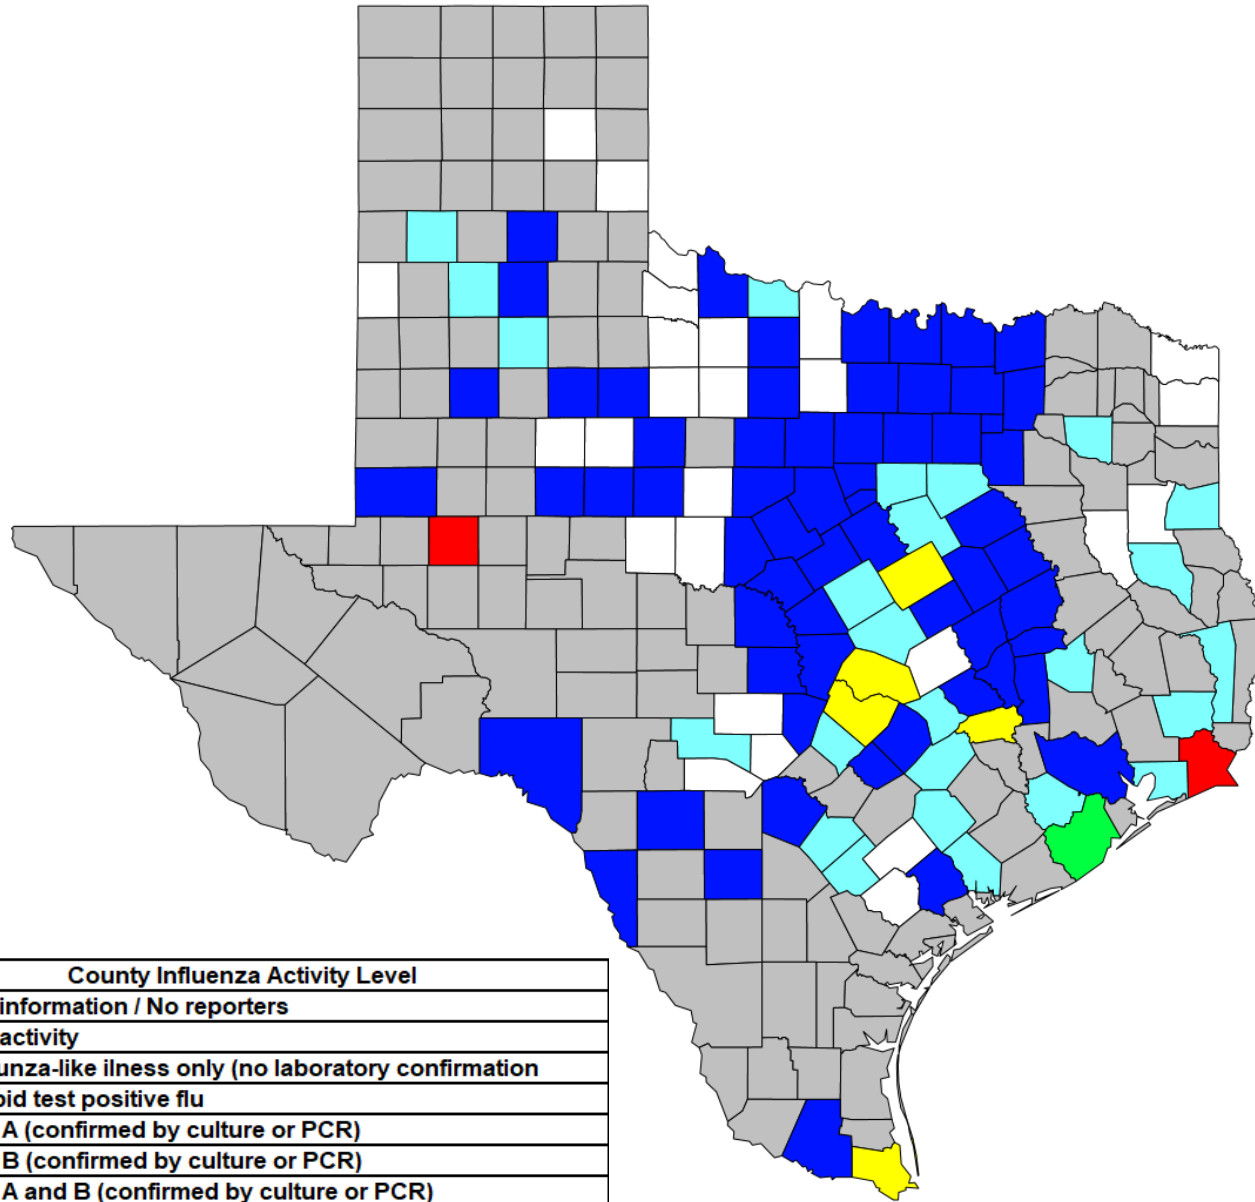 County Influenza Activity Level
information / No reporters
activity
unza-like ilness only (no laboratory confirmation
oid test positive flu
A (confirmed by culture or PCR)
B (confirmed by culture or PCR)
A and B (confirmed by culture or PCR)